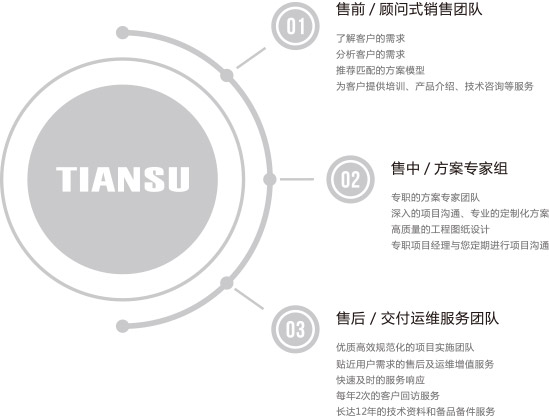 TIANSU
01
售前 / 顾问式销售团队
了解客户的需求
分析客户的需求
推荐匹配的方案模型
为客户提供培训、产品介绍、技术咨询等服务
02
售中 / 方案专家组
专职的方案专家团队
深入的项目沟通、专业的定制化方案
高质量的工程图纸设计
专职项目经理与您定期进行项目沟通
03
售后 / 交付运维服务团队
优质高效规范化的项目实施团队
贴近用户需求的售后及运维增值服务
快速及时的服务响应
每年2次的客户回访服务
长达12年的技术资料和备品备件服务